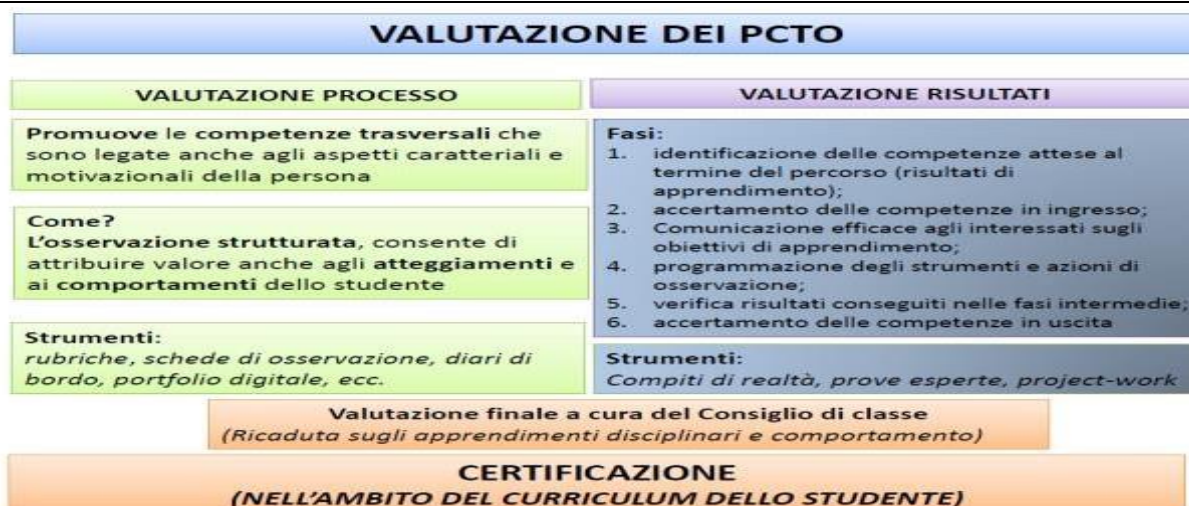 VALUTAZIONE DEI PCTO
VALUTAZIONE PROCESSO
Promuove le competenze trasversali che
sono legate anche agli aspetti caratteriali e
motivazionali della persona
Come?
L'osservazione strutturata, consente di
attribuire valore anche agli atteggiamenti e
ai comportamenti dello studente
Strumenti:
rubriche, schede di osservazione, diari di
bordo, portfolio digitale, ecc.
VALUTAZIONE RISULTATI
Fasi:
1. identificazione delle competenze attese al
termine del percorso (risultati di
apprendimento);
2. accertamento delle competenze in ingresso;
3. Comunicazione efficace agli interessati sugli
obiettivi di apprendimento;
4. programmazione degli strumenti e azioni di
osservazione;
5. verifica risultati conseguiti nelle fasi intermedie;
6. accertamento delle competenze in uscita
Strumenti:
Compiti di realtà, prove esperte, project-work
Valutazione finale a cura del Consiglio di classe
(Ricaduta sugli apprendimenti disciplinari e comportamento)
CERTIFICAZIONE
(NELL'AMBITO DEL CURRICULUM DELLO STUDENTE)